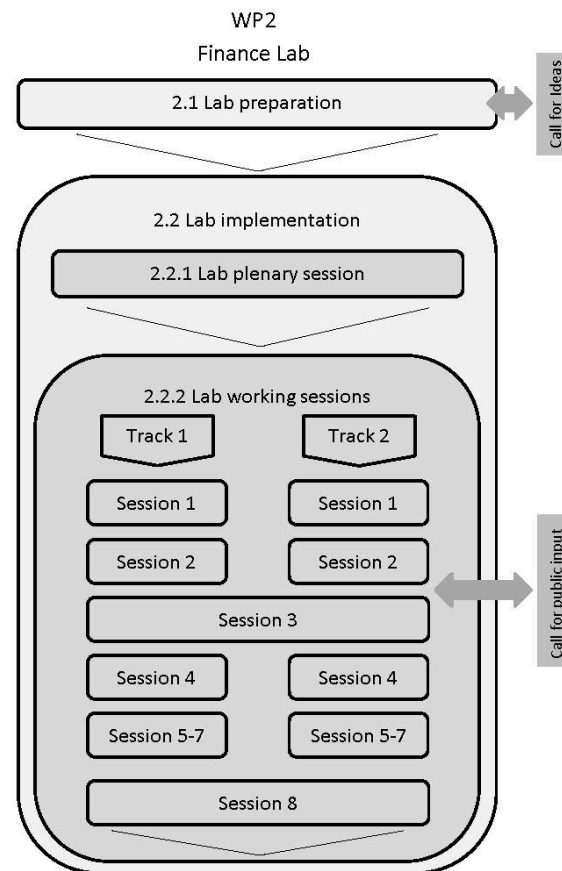 WP2
Finance Lab
2.1 Lab preparation
Call for Ideas
2.2 Lab implementation
2.2.1 Lab plenary session
2.2.2 Lab working sessions
Track 1
Track 2
Session 1
Session 1
Session 2
Session 2
Call for public input
Session 3
Session 4
Session 4
Session 5-7
Session 5-7
Session 8